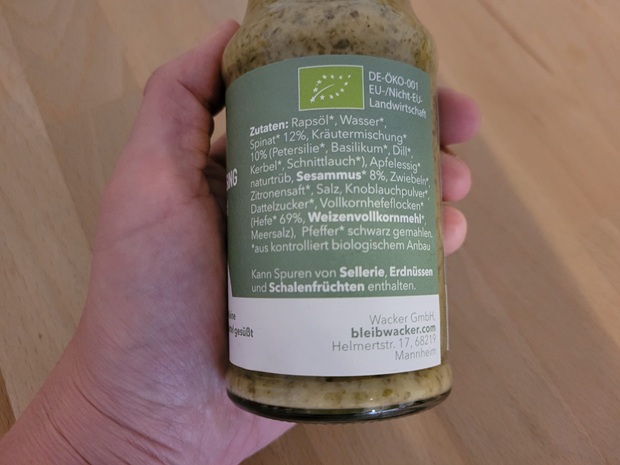 DE-ÖKO-001
EU-/Nicht-EU-
Landwirtschaft
Zutaten: Rapsöl*, Wasser*,
Spinat* 12%, Kräutermischung*
10% (Petersilie*, Basilikum*, Dill*,
Kerbel*, Schnittlauch*), Apfelessig*
naturtrüb, Sesammus* 8%, Zwiebeln*,
Zitronensaft*, Salz, Knoblauchpulver*,
Dattelzucker*, Vollkornhefeflocken*
(Hefe* 69%, Weizenvollkornmehl*,
Meersalz), Pfeffer* schwarz gemahlen,
*aus kontrolliert biologischem Anbau
Kann Spuren von Sellerie, Erdnüssen
und Schalenfrüchten enthalten.
Wacker GmbH,
bleibwacker.com
Helmertstr. 17, 68219
Mannheim